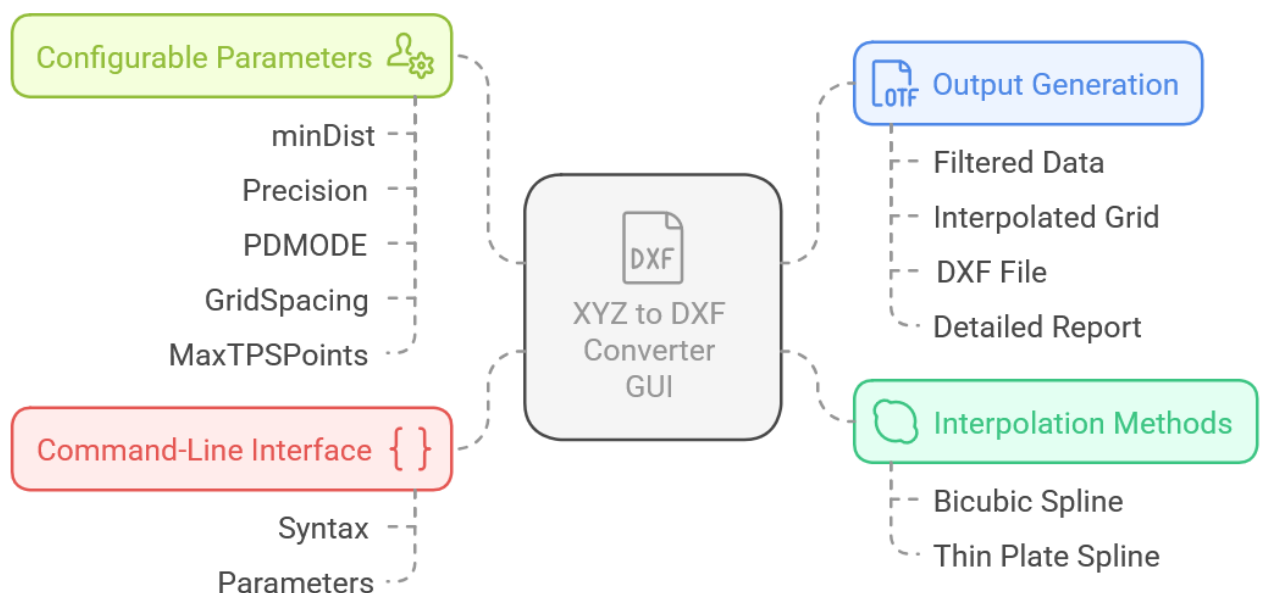 Configurable Parameters
minDist
Precision
PDMODE
GridSpacing
MaxTPSPoints
Command-Line Interface { }
Syntax
Parameters
DXF
XYZ to DXF
Converter
GUI
OTF
Output Generation
Filtered Data
Interpolated Grid
DXF File
Detailed Report
Interpolation Methods
Bicubic Spline
Thin Plate Spline